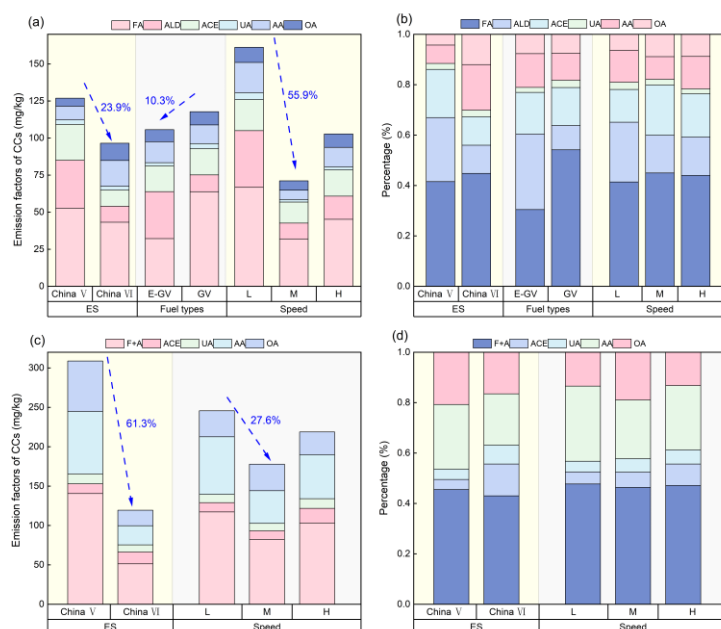 (a)
FA ALD ACE UA AA OA
Emission factors of CCs (mg/kg)
175
150
125
100
75
50
25
0
23.9%
10.3%
55.9%
China Ⅴ China Ⅵ E-GV GV L M H
ES Fuel types Speed
(b)
FA ALD ACE UA AA OA
Percentage (%)
1.0
0.8
0.6
0.4
0.2
0.0
China Ⅴ China Ⅵ E-GV GV L M H
ES Fuel types Speed
(c)
F+A ACE UA AA OA
Emission factors of CCs (mg/kg)
300
250
200
150
100
50
0
61.3%
27.6%
China Ⅴ China Ⅵ L M H
ES Speed
(d)
F+A ACE UA AA OA
Percentage (%)
1.0
0.8
0.6
0.4
0.2
0.0
China Ⅴ China Ⅵ L M H
ES Speed